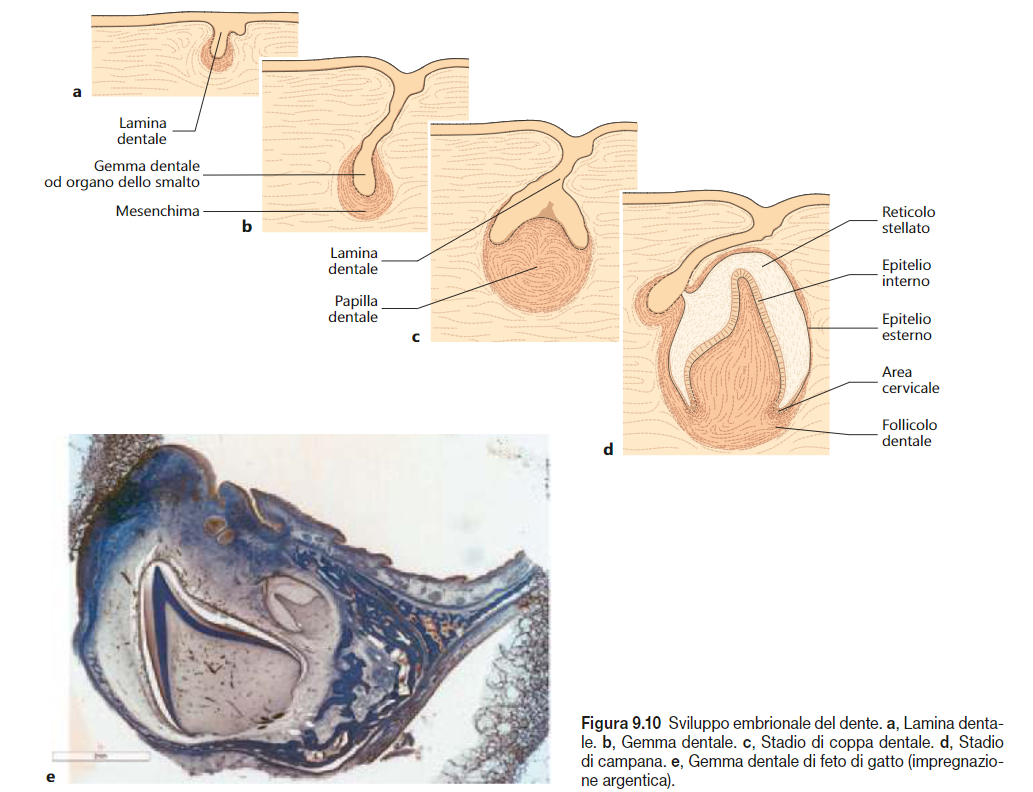 a
Lamina
dentale
Gemma dentale
od organo dello smalto
Mesenchima
b
Lamina
dentale
Papilla
dentale
c
Reticolo
stellato
Epitelio
interno
Epitelio
esterno
Area
cervicale
Follicolo
dentale
d
e
Figura 9.10 Sviluppo embrionale del dente. a, Lamina denta-
le. b, Gemma dentale. c, Stadio di coppa dentale. d, Stadio
di campana. e, Gemma dentale di feto di gatto (impregnazio-
ne argentica).